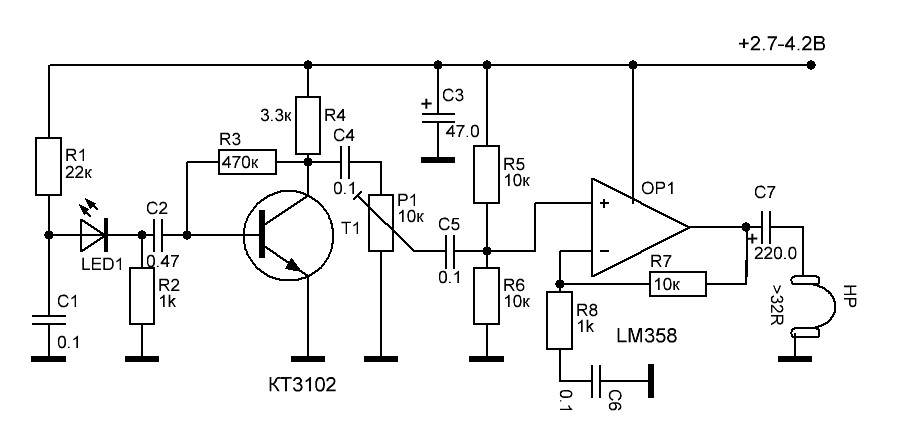 +2.7-4.2В
R1
22к
C1
0.1
LED1
C2
0.47
R2
1k
R3
470к
3.3к
R4
T1
КТ3102
C4
0.1
P1
10к
C3
+
47.0
C5
0.1
R5
10к
R6
10к
OP1
+
−
R7
10к
R8
1k
LM358
0.1
C6
C7
+
220.0
>32R
HP